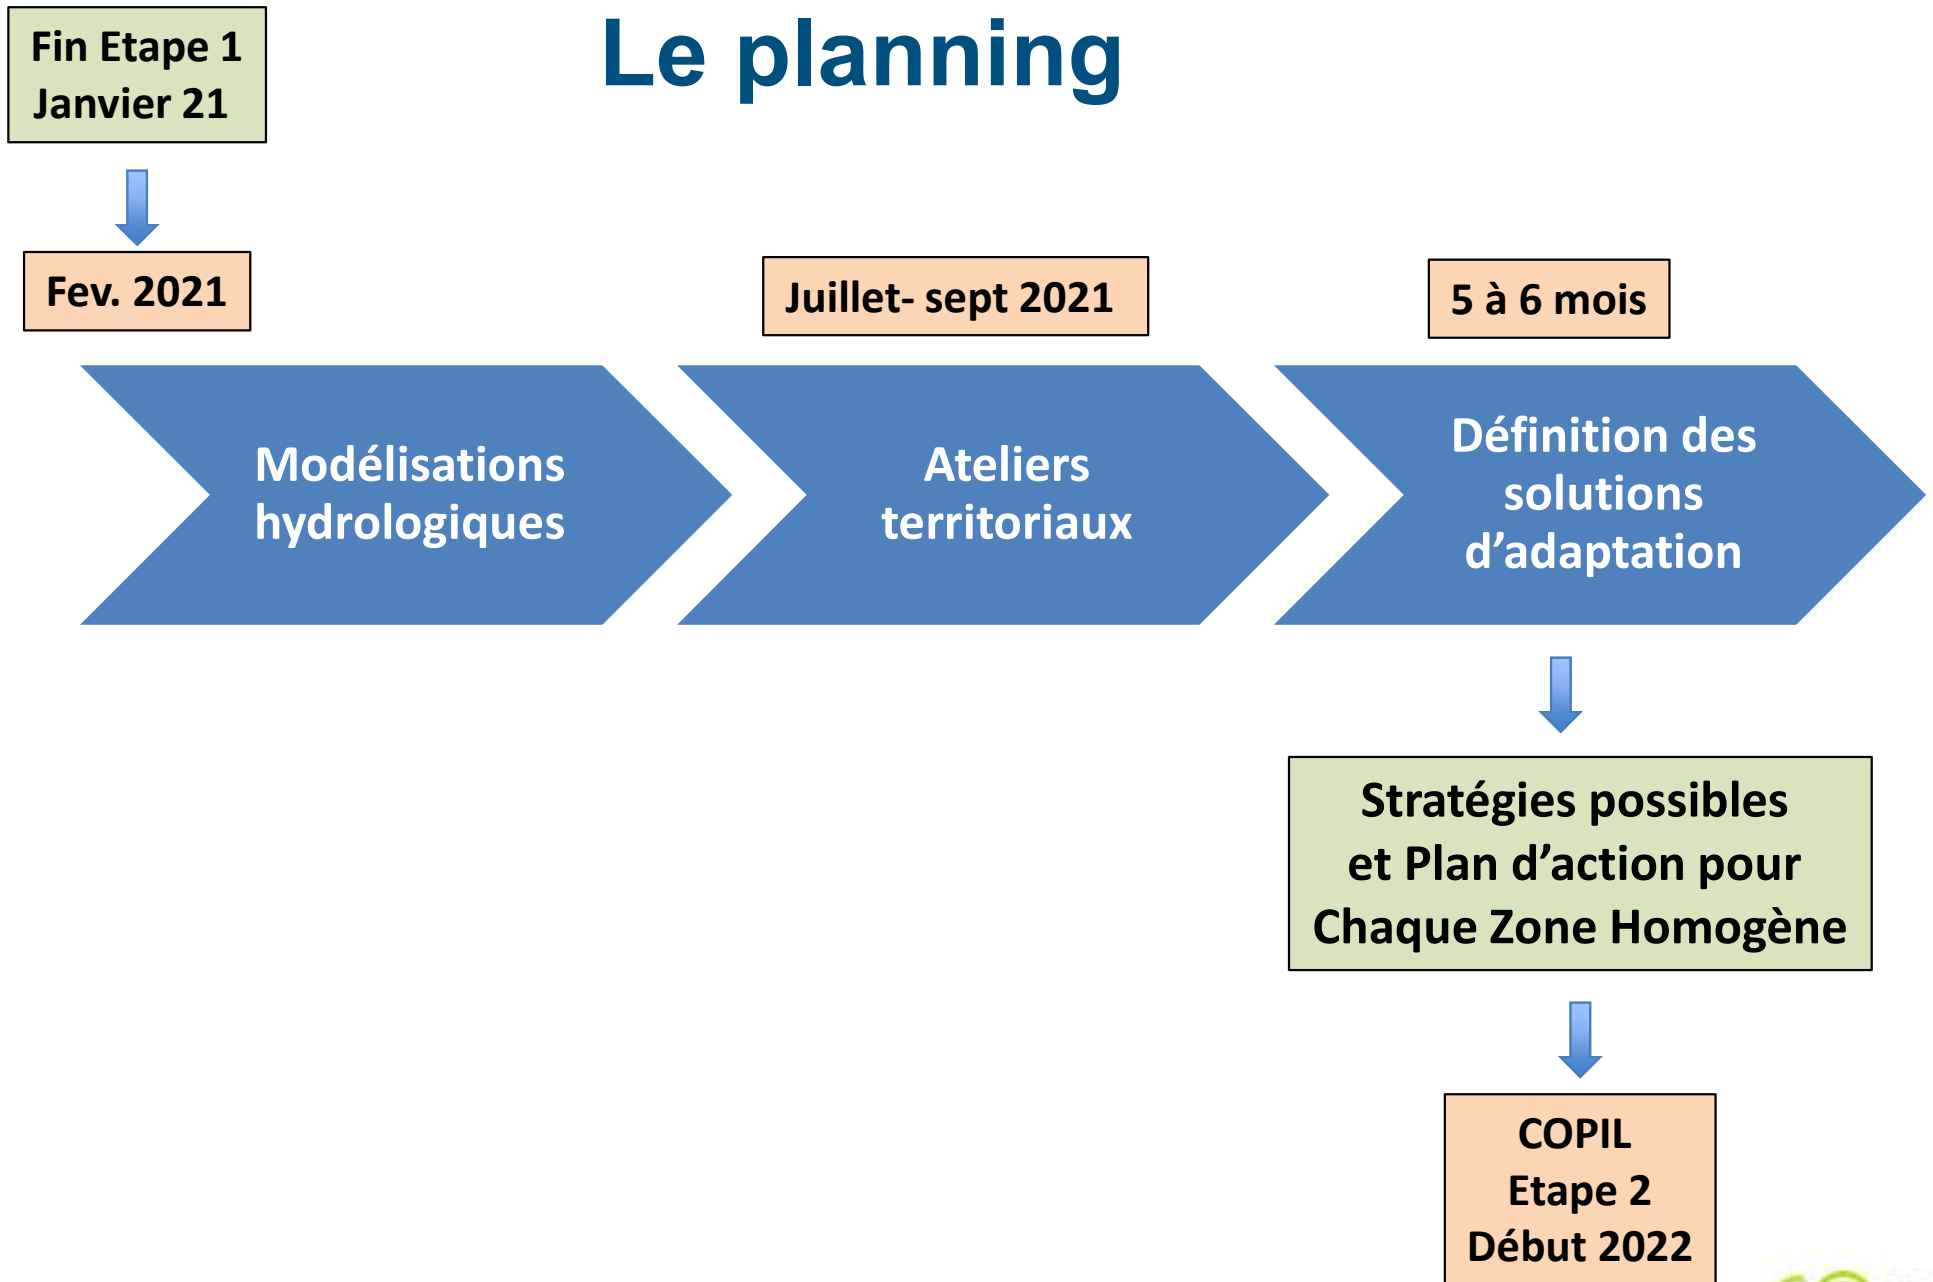 Le planning
Fin Etape 1
Janvier 21
Fev. 2021
Juillet- sept 2021
5 à 6 mois
Modélisations
hydrologiques
Ateliers
territoriaux
Définition des
solutions
d’adaptation
Stratégies possibles
et Plan d’action pour
Chaque Zone Homogène
COPIL
Etape 2
Début 2022